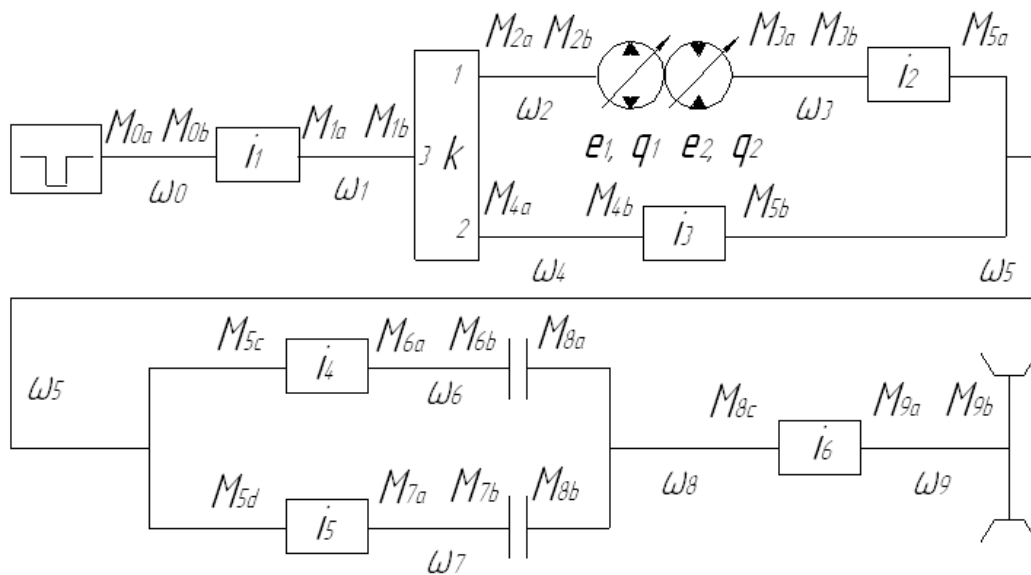 M2a M2b M3a M3b M5a
1 i2
M0a M0b M1a M1b ω2 ω3
i1 3 k e1, q1 e2, q2
ω0 ω1 M4a M4b M5b
2 i3
ω4 ω5
M5c M6a M6b M8a
ω5 i4 ω6 M8c M9a M9b
i6
M5d M7a M7b M8b ω8 ω9
i5
ω7